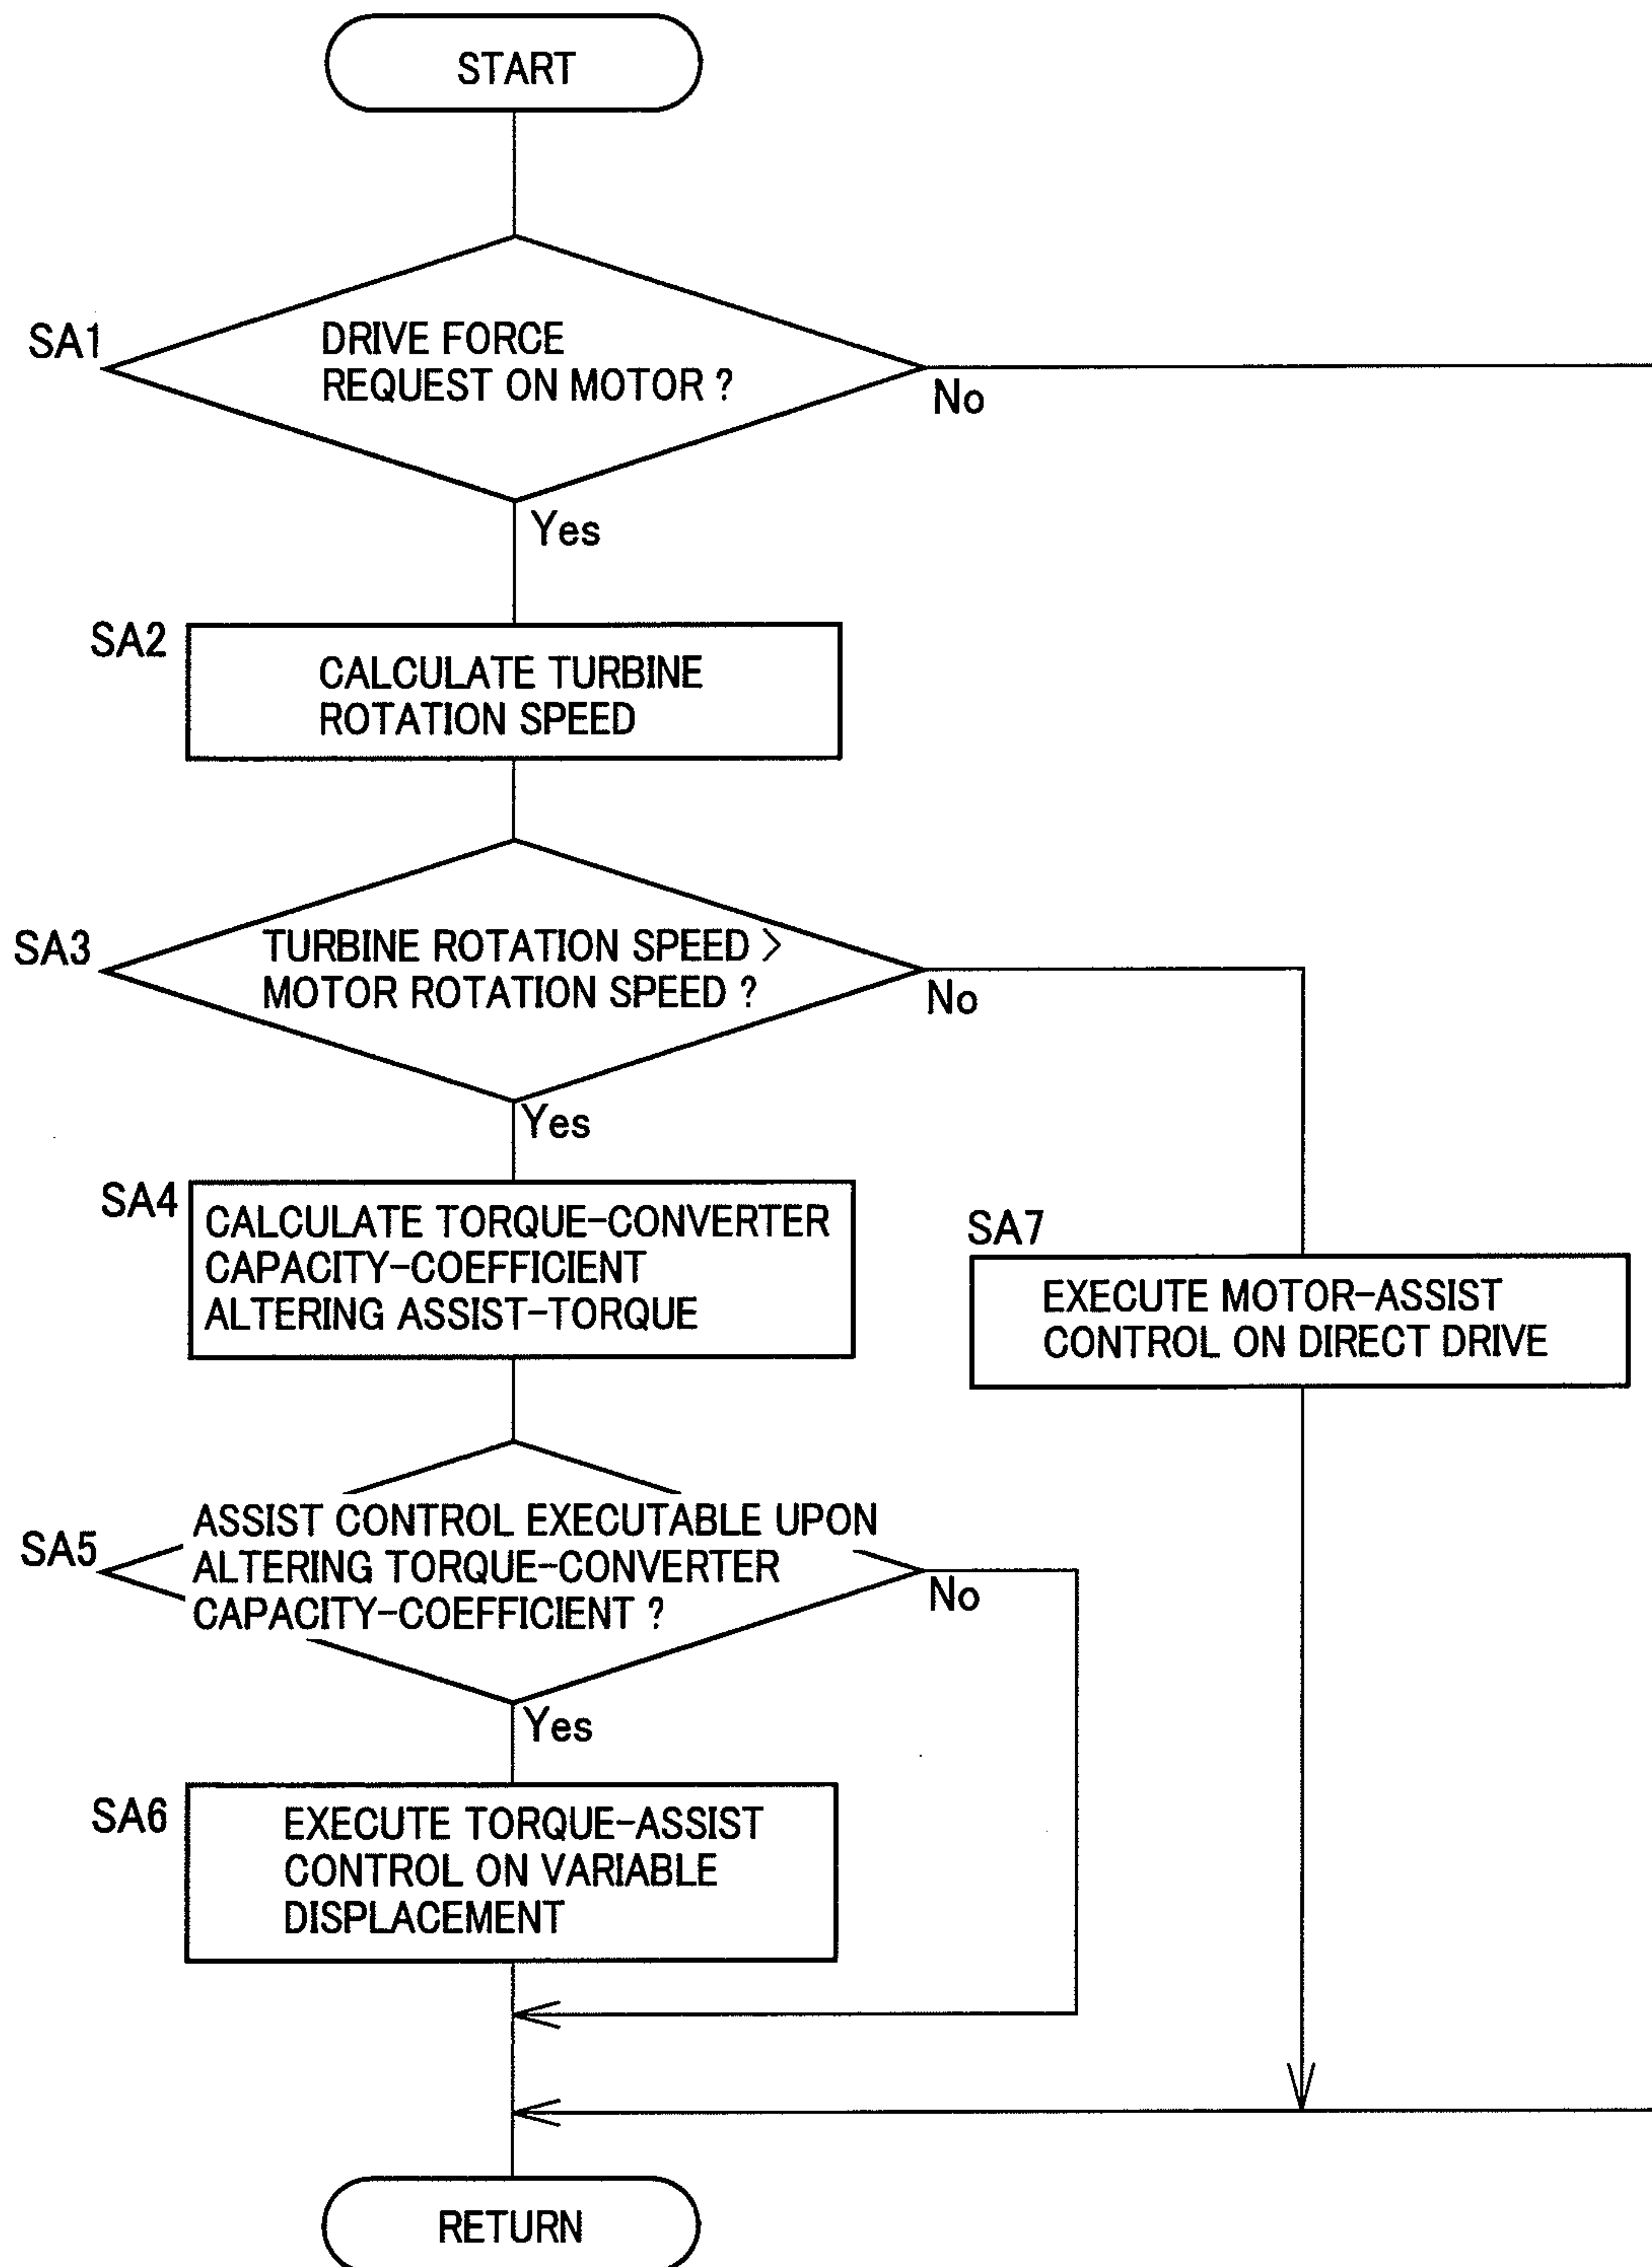 START
SA1
DRIVE FORCE
REQUEST ON MOTOR ?
No
Yes
SA2
CALCULATE TURBINE
ROTATION SPEED
SA3
TURBINE ROTATION SPEED >
MOTOR ROTATION SPEED ?
No
Yes
SA4
CALCULATE TORQUE-CONVERTER
CAPACITY-COEFFICIENT
ALTERING ASSIST-TORQUE
SA7
EXECUTE MOTOR-ASSIST
CONTROL ON DIRECT DRIVE
SA5
ASSIST CONTROL EXECUTABLE UPON
ALTERING TORQUE-CONVERTER
CAPACITY-COEFFICIENT ?
No
Yes
SA6
EXECUTE TORQUE-ASSIST
CONTROL ON VARIABLE
DISPLACEMENT
RETURN